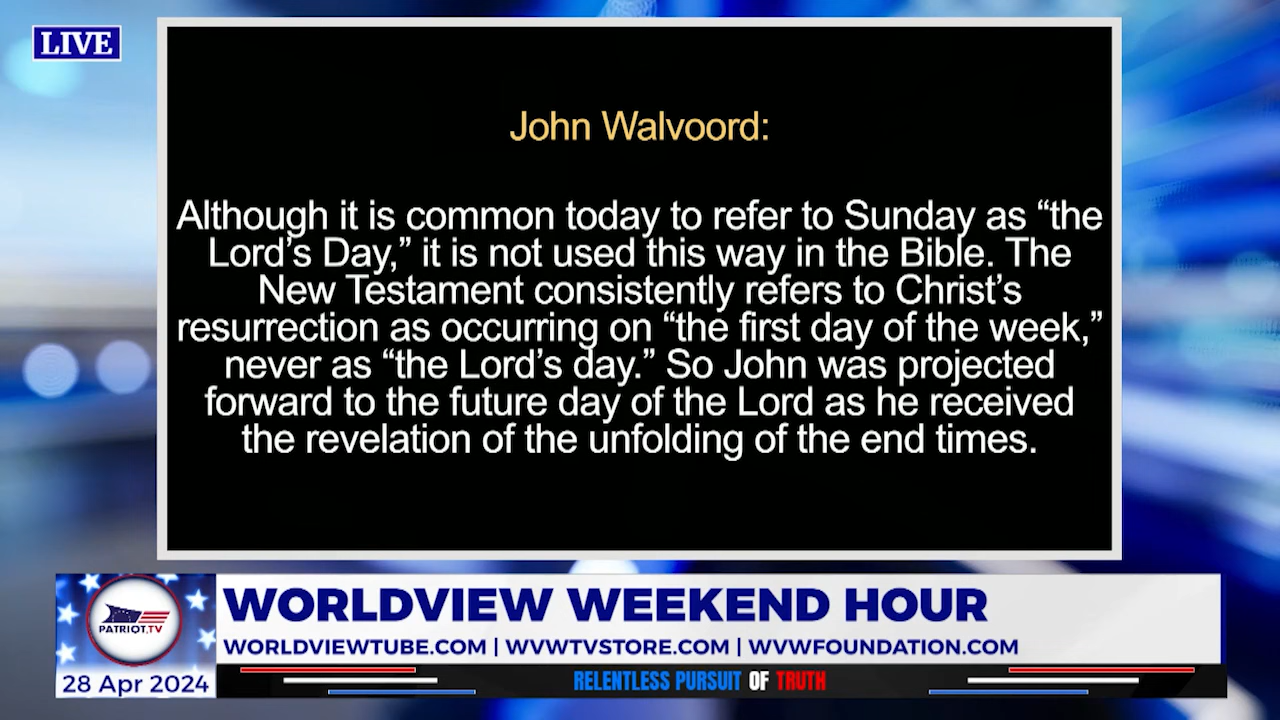 LIVE
John Walvoord:
Although it is common today to refer to Sunday as “the
Lord’s Day,” it is not used this way in the Bible. The
New Testament consistently refers to Christ’s
resurrection as occurring on “the first day of the week,”
never as “the Lord’s day.” So John was projected
forward to the future day of the Lord as he received
the revelation of the unfolding of the end times.
PATRIOT.TV
WORLDVIEW WEEKEND HOUR
WORLDVIEWTUBE.COM | WVWTVSTORE.COM | WVWFOUNDATION.COM
28 Apr 2024
RELENTLESS PURSUIT OF TRUTH